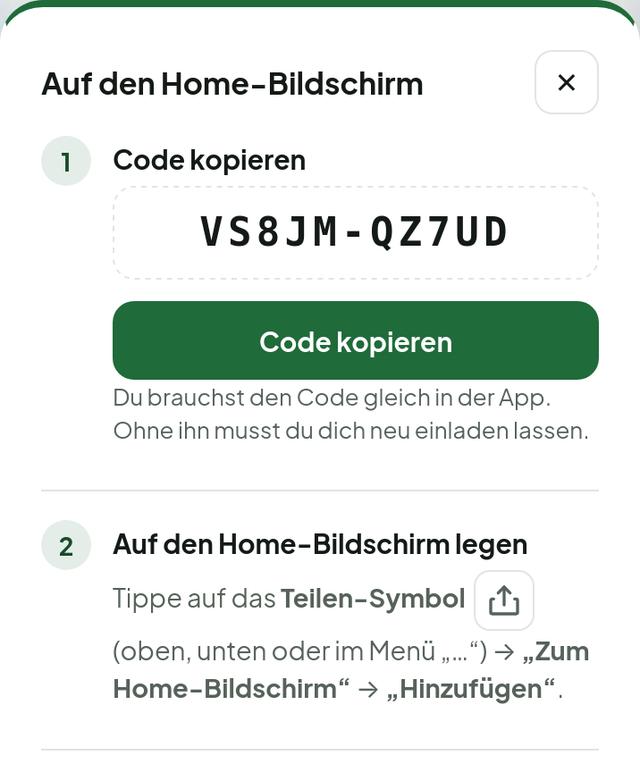 Auf den Home-Bildschirm
1 Code kopieren
VS8JM-QZ7UD
Code kopieren
Du brauchst den Code gleich in der App.
Ohne ihn musst du dich neu einladen lassen.
2 Auf den Home-Bildschirm legen
Tippe auf das Teilen-Symbol
(oben, unten oder im Menü „…“) → „Zum
Home-Bildschirm“ → „Hinzufügen“.